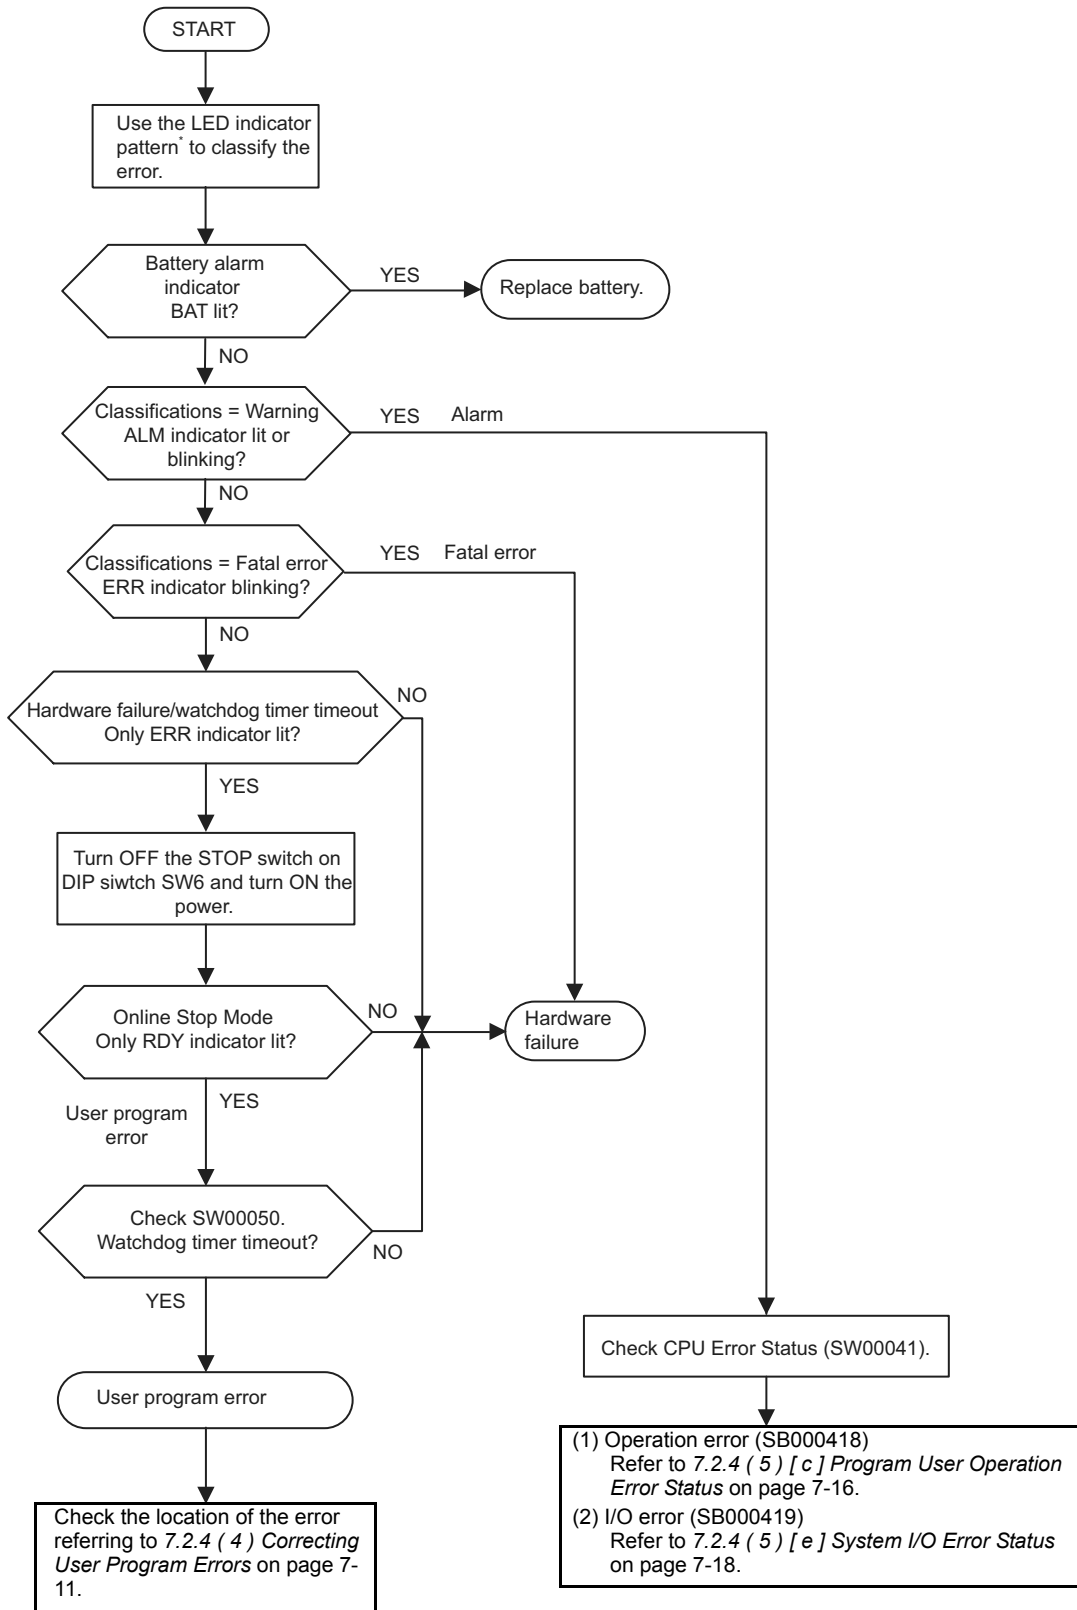 START
Use the LED indicator
pattern* to classify the
error.
Battery alarm
indicator
BAT lit?
YES
Replace battery.
NO
Classifications = Warning
ALM indicator lit or
blinking?
YES Alarm
NO
Classifications = Fatal error
ERR indicator blinking?
YES Fatal error
NO
Hardware failure/watchdog timer timeout
Only ERR indicator lit?
NO
YES
Turn OFF the STOP switch on
DIP siwtch SW6 and turn ON the
power.
Online Stop Mode
Only RDY indicator lit?
NO
Hardware
failure
YES
User program
error
Check SW00050.
Watchdog timer timeout?
NO
YES
Check CPU Error Status (SW00041).
User program error
(1) Operation error (SB000418)
Refer to 7.2.4 ( 5 ) [ c ] Program User Operation
Error Status on page 7-16.
(2) I/O error (SB000419)
Refer to 7.2.4 ( 5 ) [ e ] System I/O Error Status
on page 7-18.
Check the location of the error
referring to 7.2.4 ( 4 ) Correcting
User Program Errors on page 7-
11.